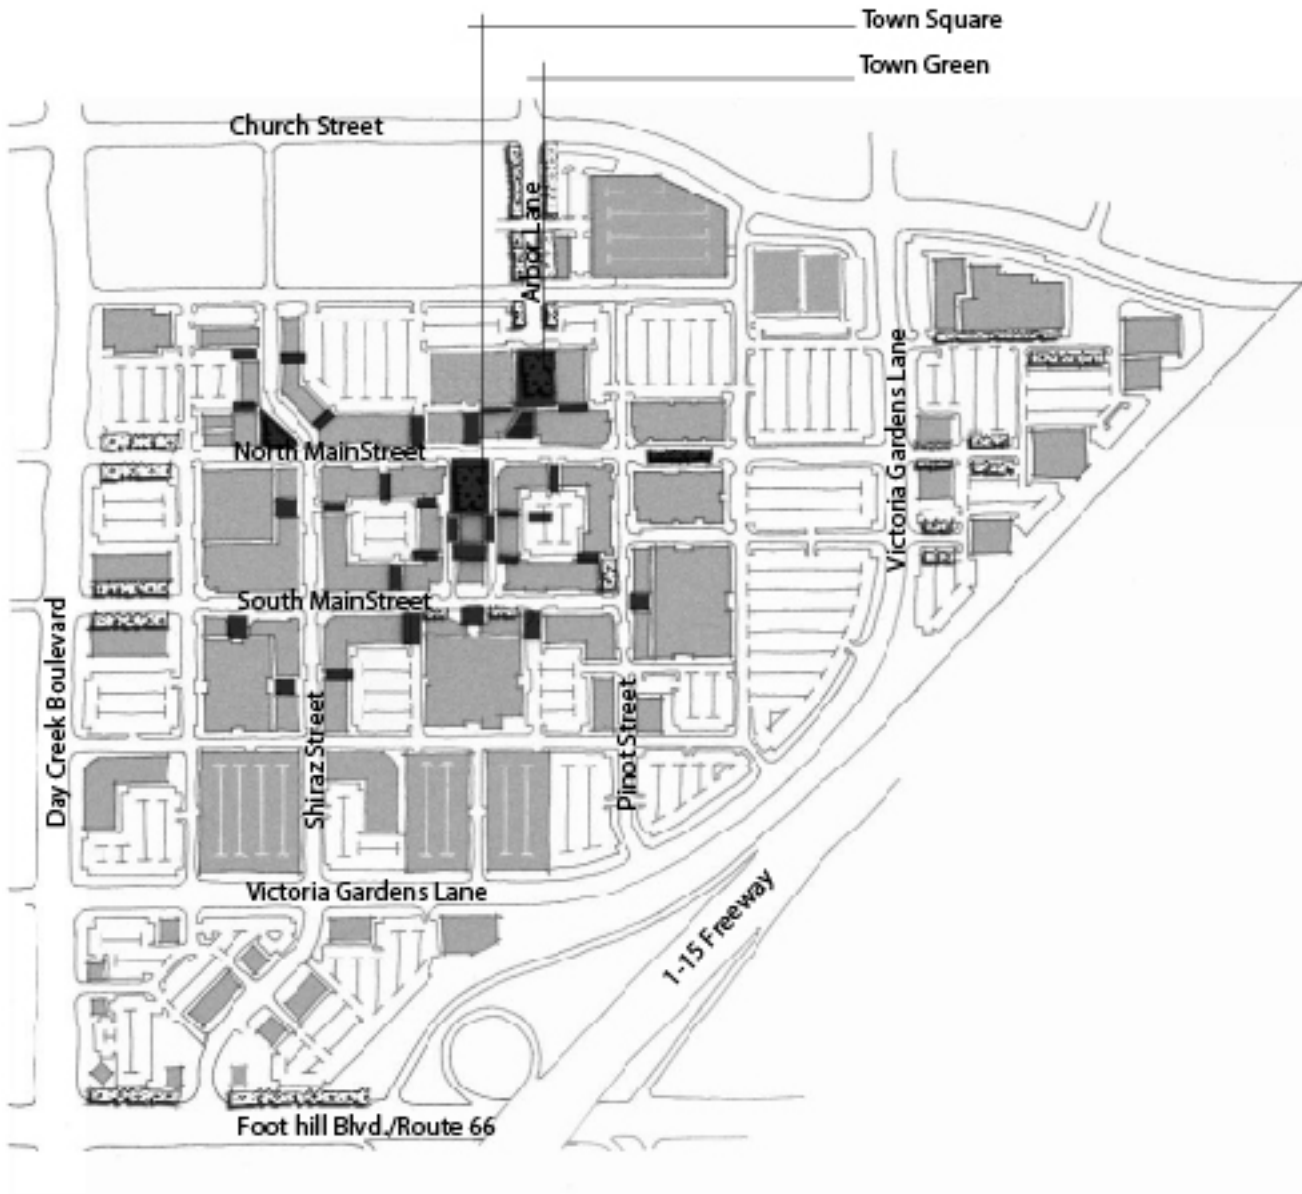 Town Square
Town Green
Church Street
Arbor Lane
Victoria Gardens Lane
North MainStreet
South MainStreet
Day Creek Boulevard
Shiraz Street
Pinot Street
Victoria Gardens Lane
1-15 Freeway
Foot hill Blvd./Route 66